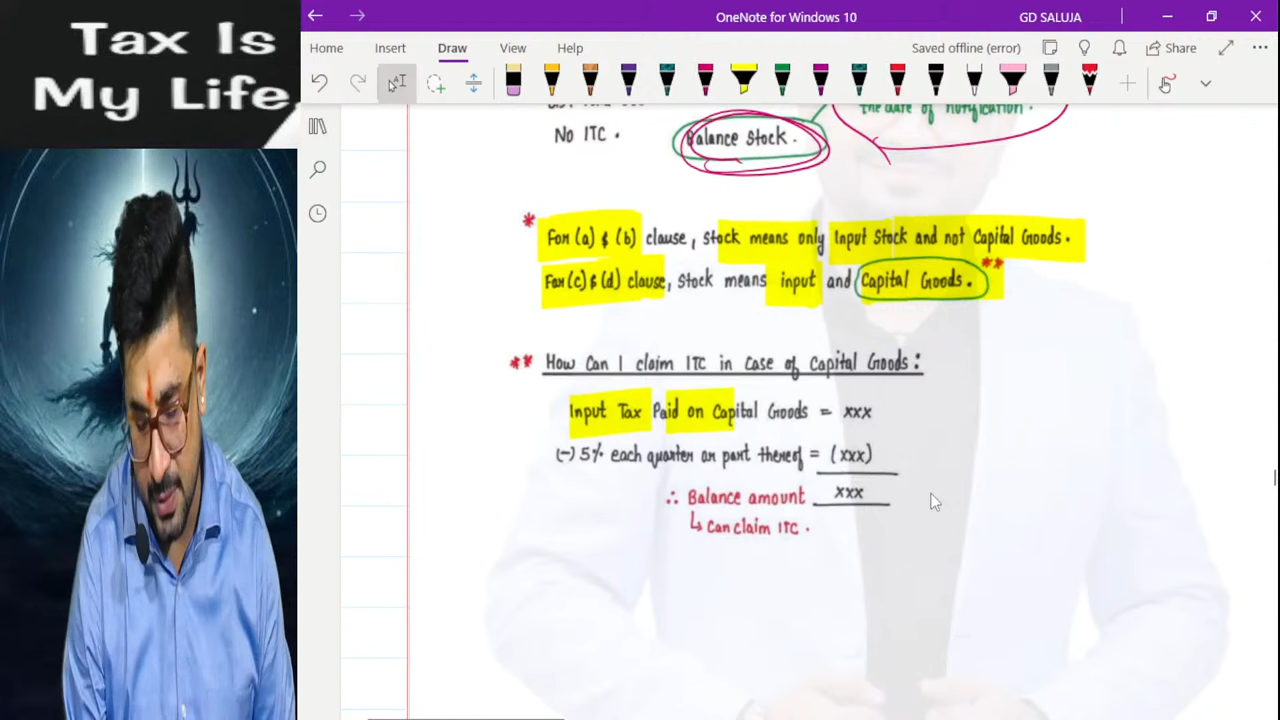 Tax Is
My Life
OneNote for Windows 10
GD SALUJA
Home Insert Draw View Help
Saved offline (error)
Share
the date of notification.
No ITC.
Balance Stock.
* For (a) & (b) clause, stock means only Input Stock and not Capital Goods.
For (c) & (d) clause, Stock means input and Capital Goods. **
** How Can I claim ITC in Case of Capital Goods:
Input Tax Paid on Capital Goods = xxx
(-) 5% each quarter or part thereof = (xxx)
∴ Balance amount xxx
↳ Can claim ITC.